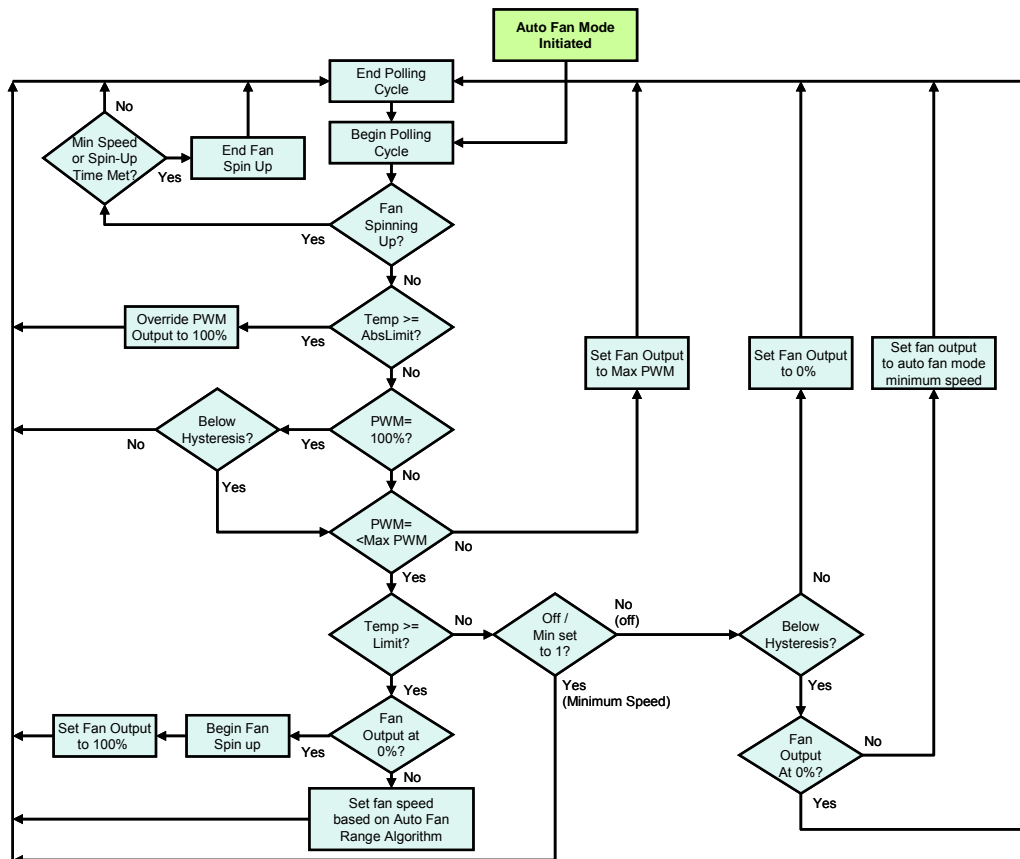 Auto Fan Mode
Initiated
End Polling
Cycle
Begin Polling
Cycle
No
Min Speed
or Spin-Up
Time Met?
Yes
End Fan
Spin Up
Fan
Spinning
Up?
Yes
No
Override PWM
Output to 100%
Yes
Temp >=
AbsLimit?
No
Set Fan Output
to Max PWM
Set Fan Output
to 0%
Set fan output
to auto fan mode
minimum speed
No
Below
Hysteresis?
Yes
PWM=
100%?
Yes
No
PWM=
<Max PWM
No
Yes
Temp >=
Limit?
No
Off /
Min set
to 1?
No
(off)
No
Below
Hysteresis?
Yes
Yes
(Minimum Speed)
Yes
Set Fan Output
to 100%
Begin Fan
Spin up
Yes
Fan
Output at
0%?
No
Fan
Output
At 0%?
No
Yes
Set fan speed
based on Auto Fan
Range Algorithm